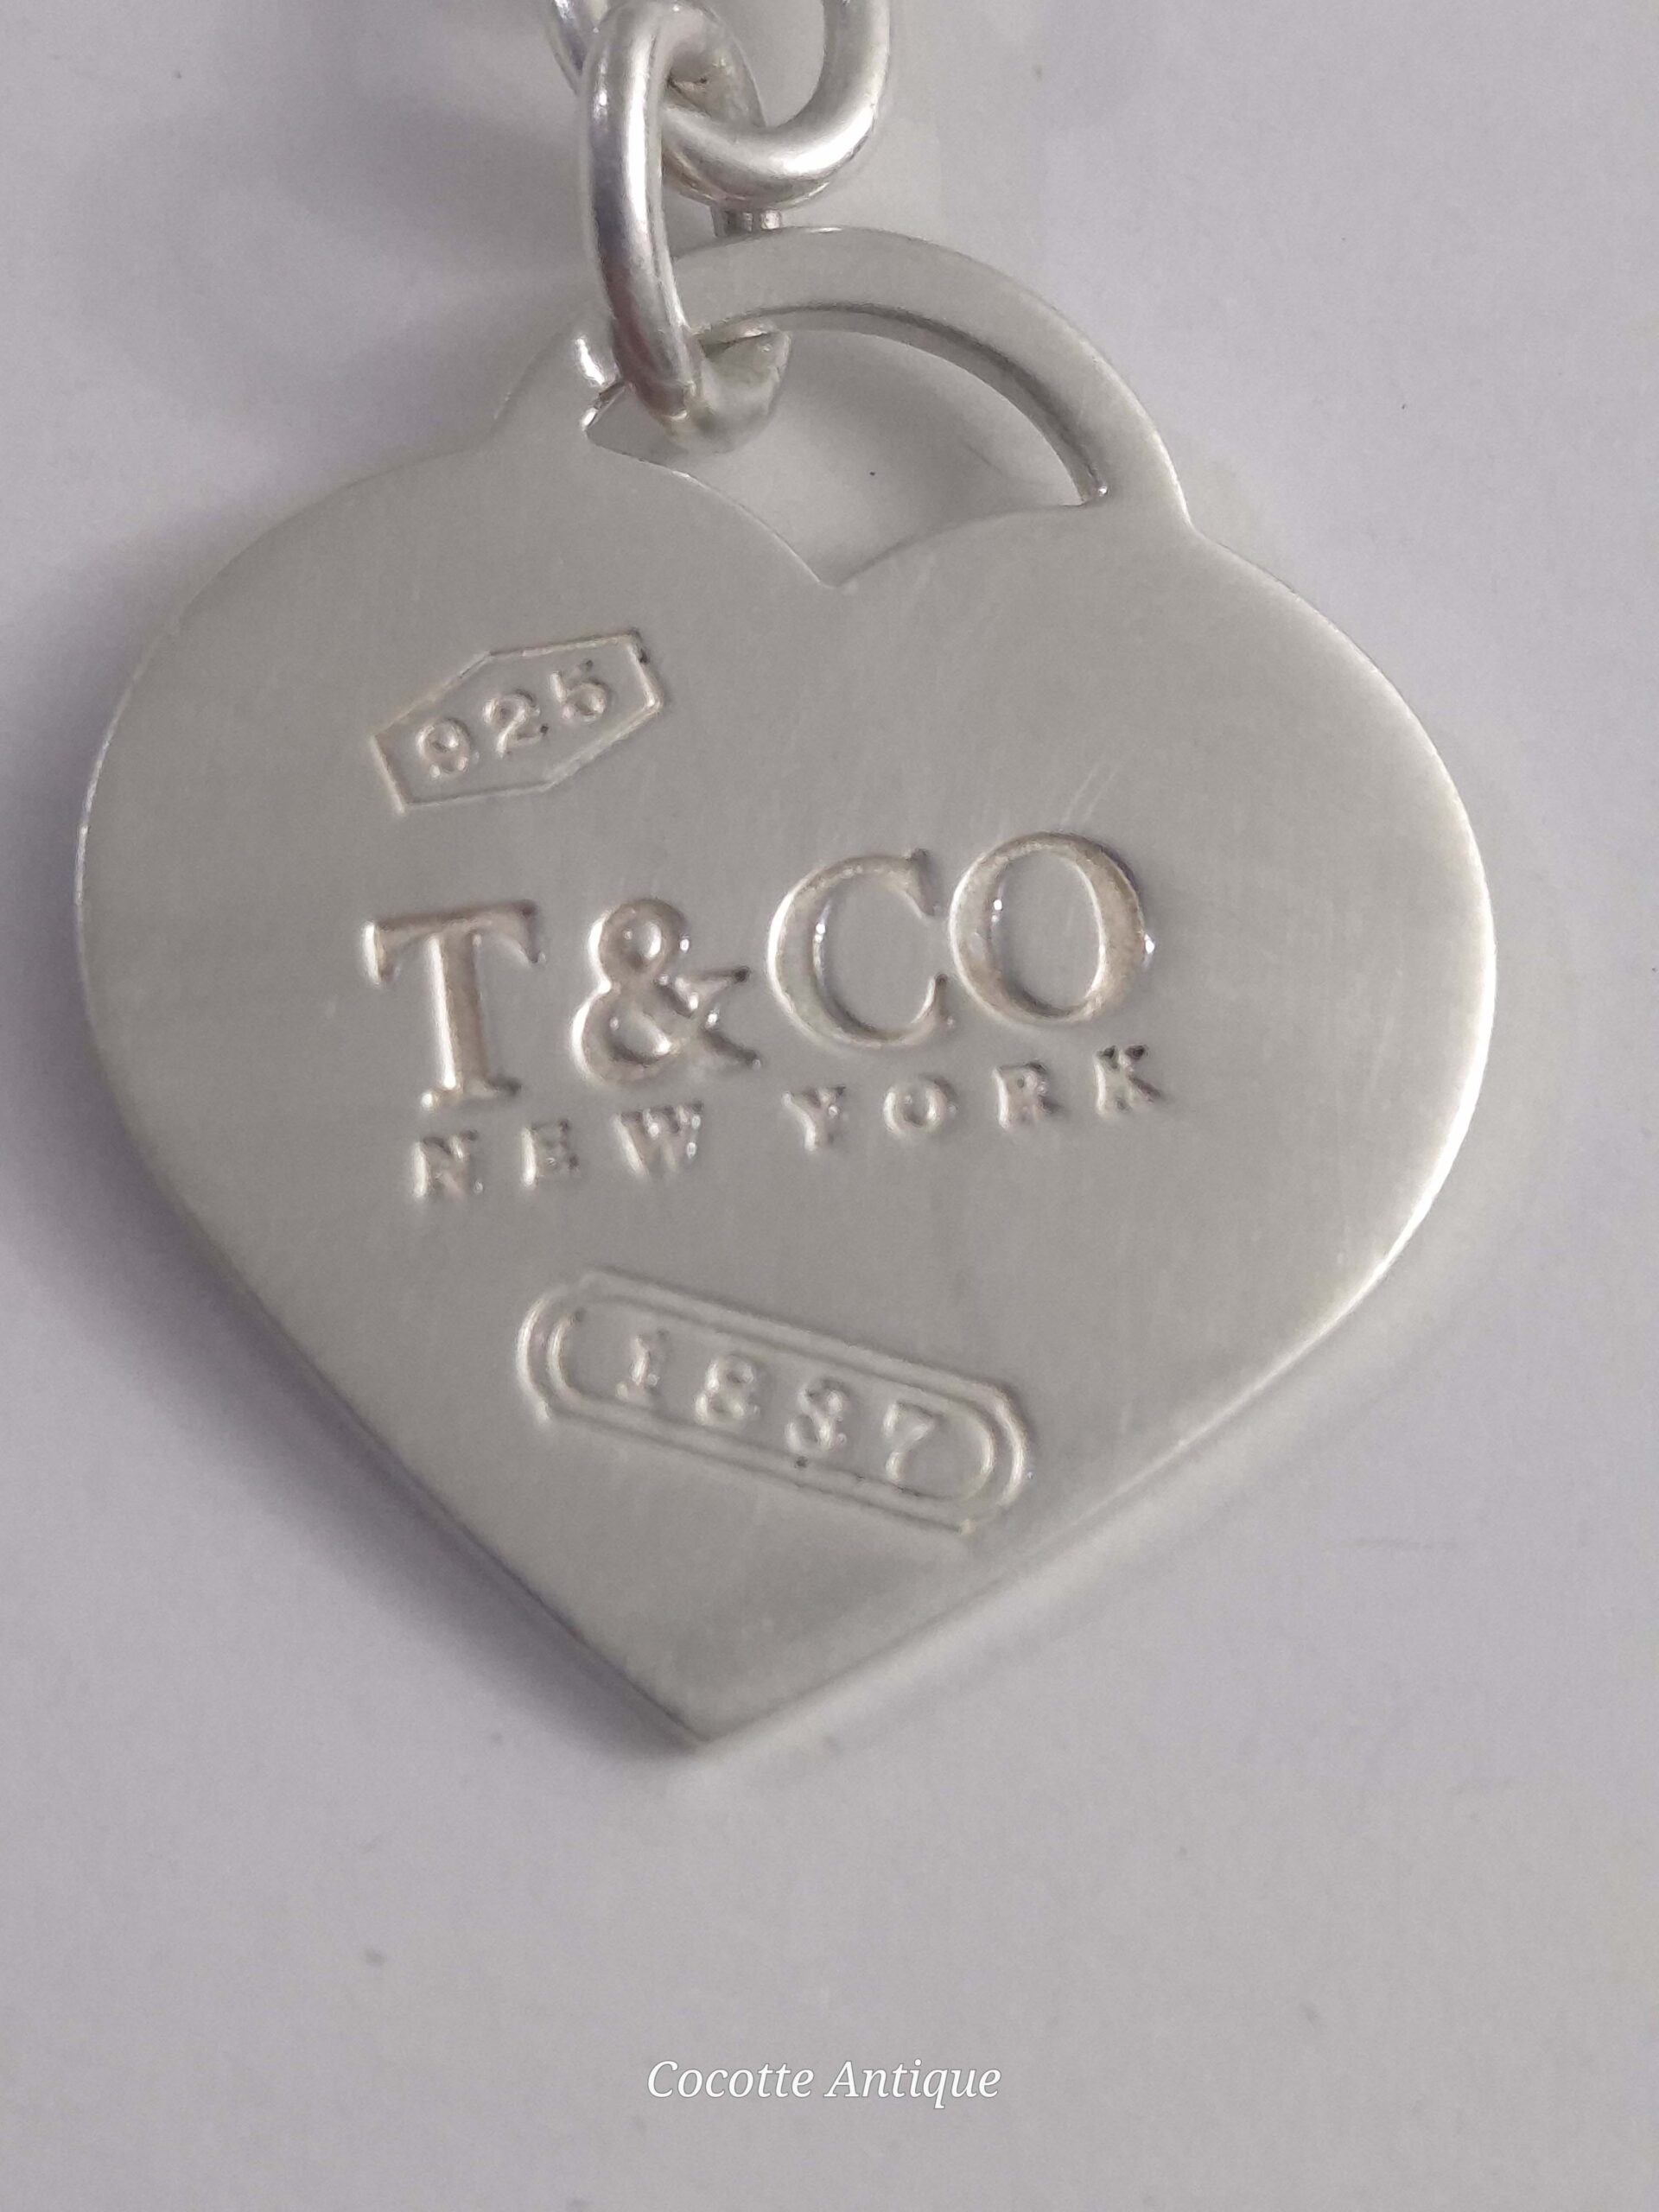 925
T&CO
NEW YORK
1837
Cocotte Antique